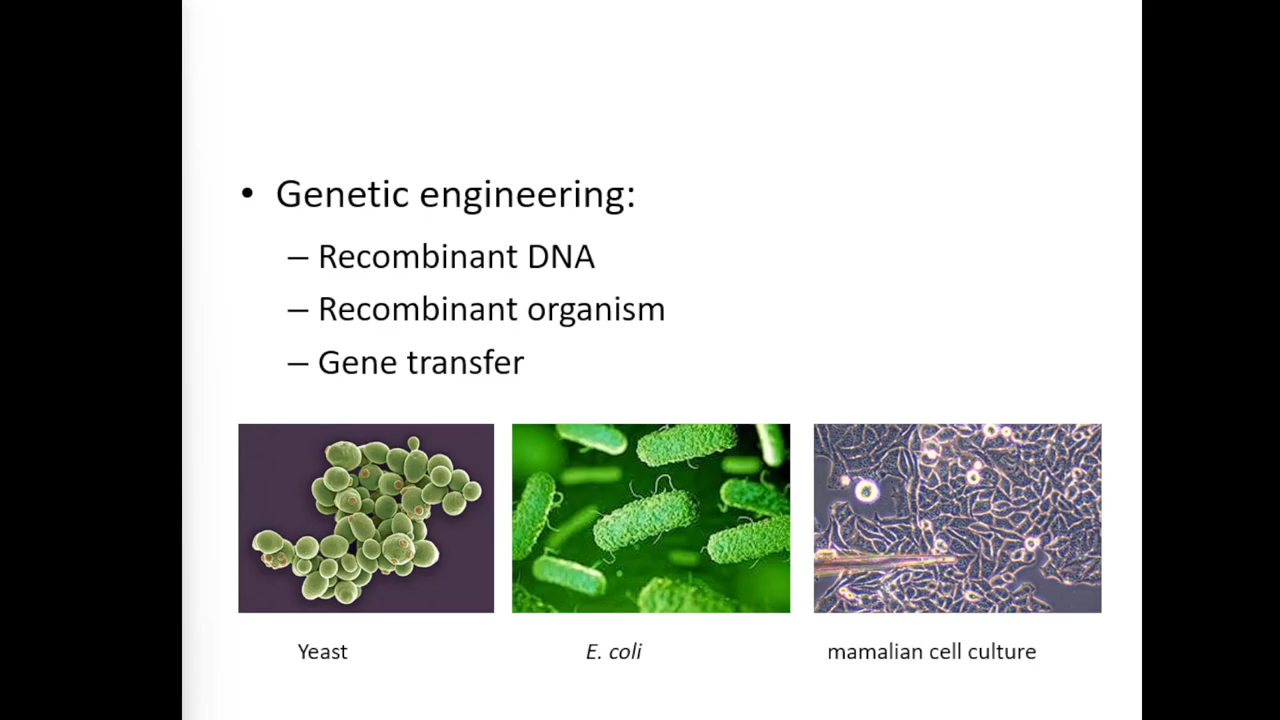 • Genetic engineering:
– Recombinant DNA
– Recombinant organism
– Gene transfer
Yeast
E. coli
mamalian cell culture